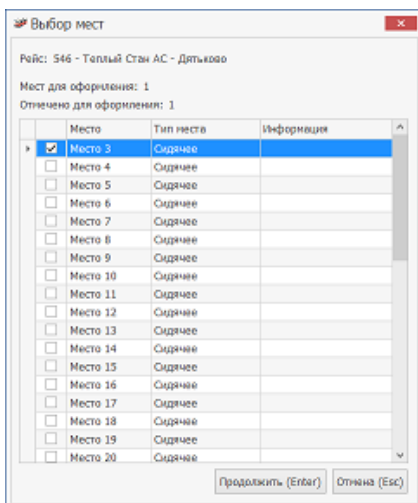 Выбор мест
Рейс: 546 - Теплый Стан АС - Дятьково
Мест для оформления: 1
Отмечено для оформления: 1
Место Тип места Информация
Место 3 Сидячее
Место 4 Сидячее
Место 5 Сидячее
Место 6 Сидячее
Место 7 Сидячее
Место 8 Сидячее
Место 9 Сидячее
Место 10 Сидячее
Место 11 Сидячее
Место 12 Сидячее
Место 13 Сидячее
Место 14 Сидячее
Место 15 Сидячее
Место 16 Сидячее
Место 17 Сидячее
Место 18 Сидячее
Место 19 Сидячее
Место 20 Сидячее
Продолжить (Enter) Отмена (Esc)